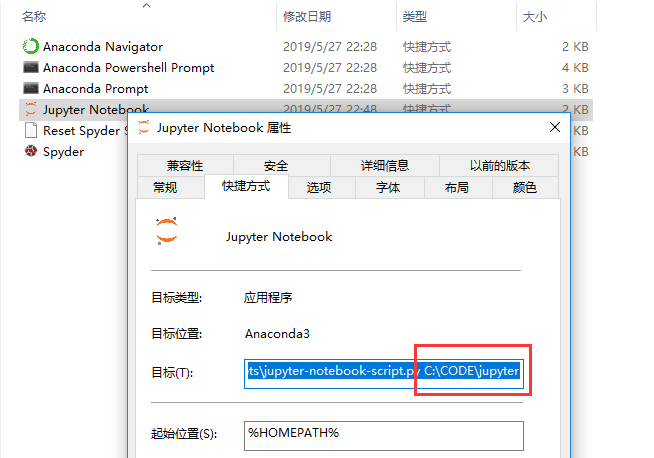 名称 修改日期 类型 大小
Anaconda Navigator 2019/5/27 22:28 快捷方式 2 KB
Anaconda Powershell Prompt 2019/5/27 22:28 快捷方式 4 KB
Anaconda Prompt 2019/5/27 22:28 快捷方式 3 KB
Jupyter Notebook 2019/5/27 22:48 快捷方式 2 KB
Reset Spyder S KB
Spyder KB
Jupyter Notebook 属性
兼容性 安全 详细信息 以前的版本
常规 快捷方式 选项 字体 布局 颜色
Jupyter Notebook
目标类型: 应用程序
目标位置: Anaconda3
目标(T): ts\jupyter-notebook-script.py C:\CODE\jupyter
起始位置(S): %HOMEPATH%